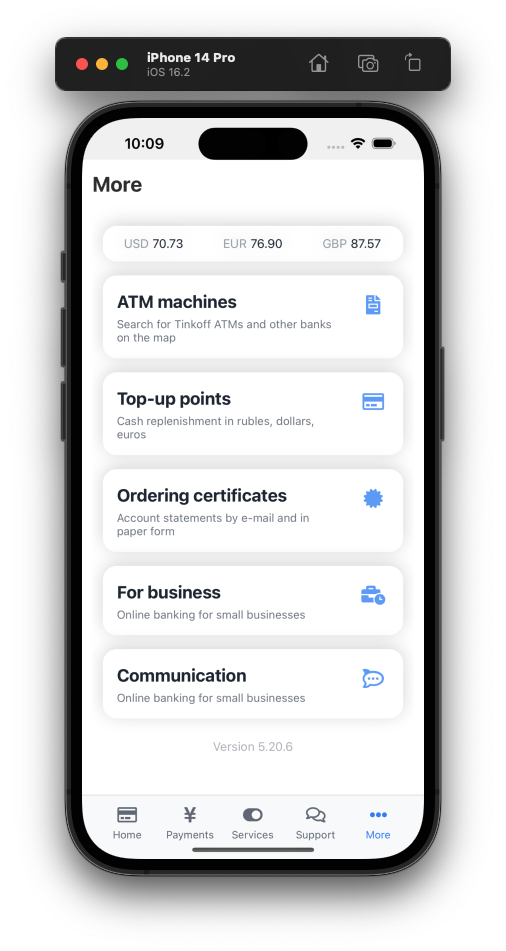 iPhone 14 Pro
iOS 16.2
10:09
More
USD 70.73 EUR 76.90 GBP 87.57
ATM machines
Search for Tinkoff ATMs and other banks
on the map
Top-up points
Cash replenishment in rubles, dollars,
euros
Ordering certificates
Account statements by e-mail and in
paper form
For business
Online banking for small businesses
Communication
Online banking for small businesses
Version 5.20.6
Home Payments Services Support More